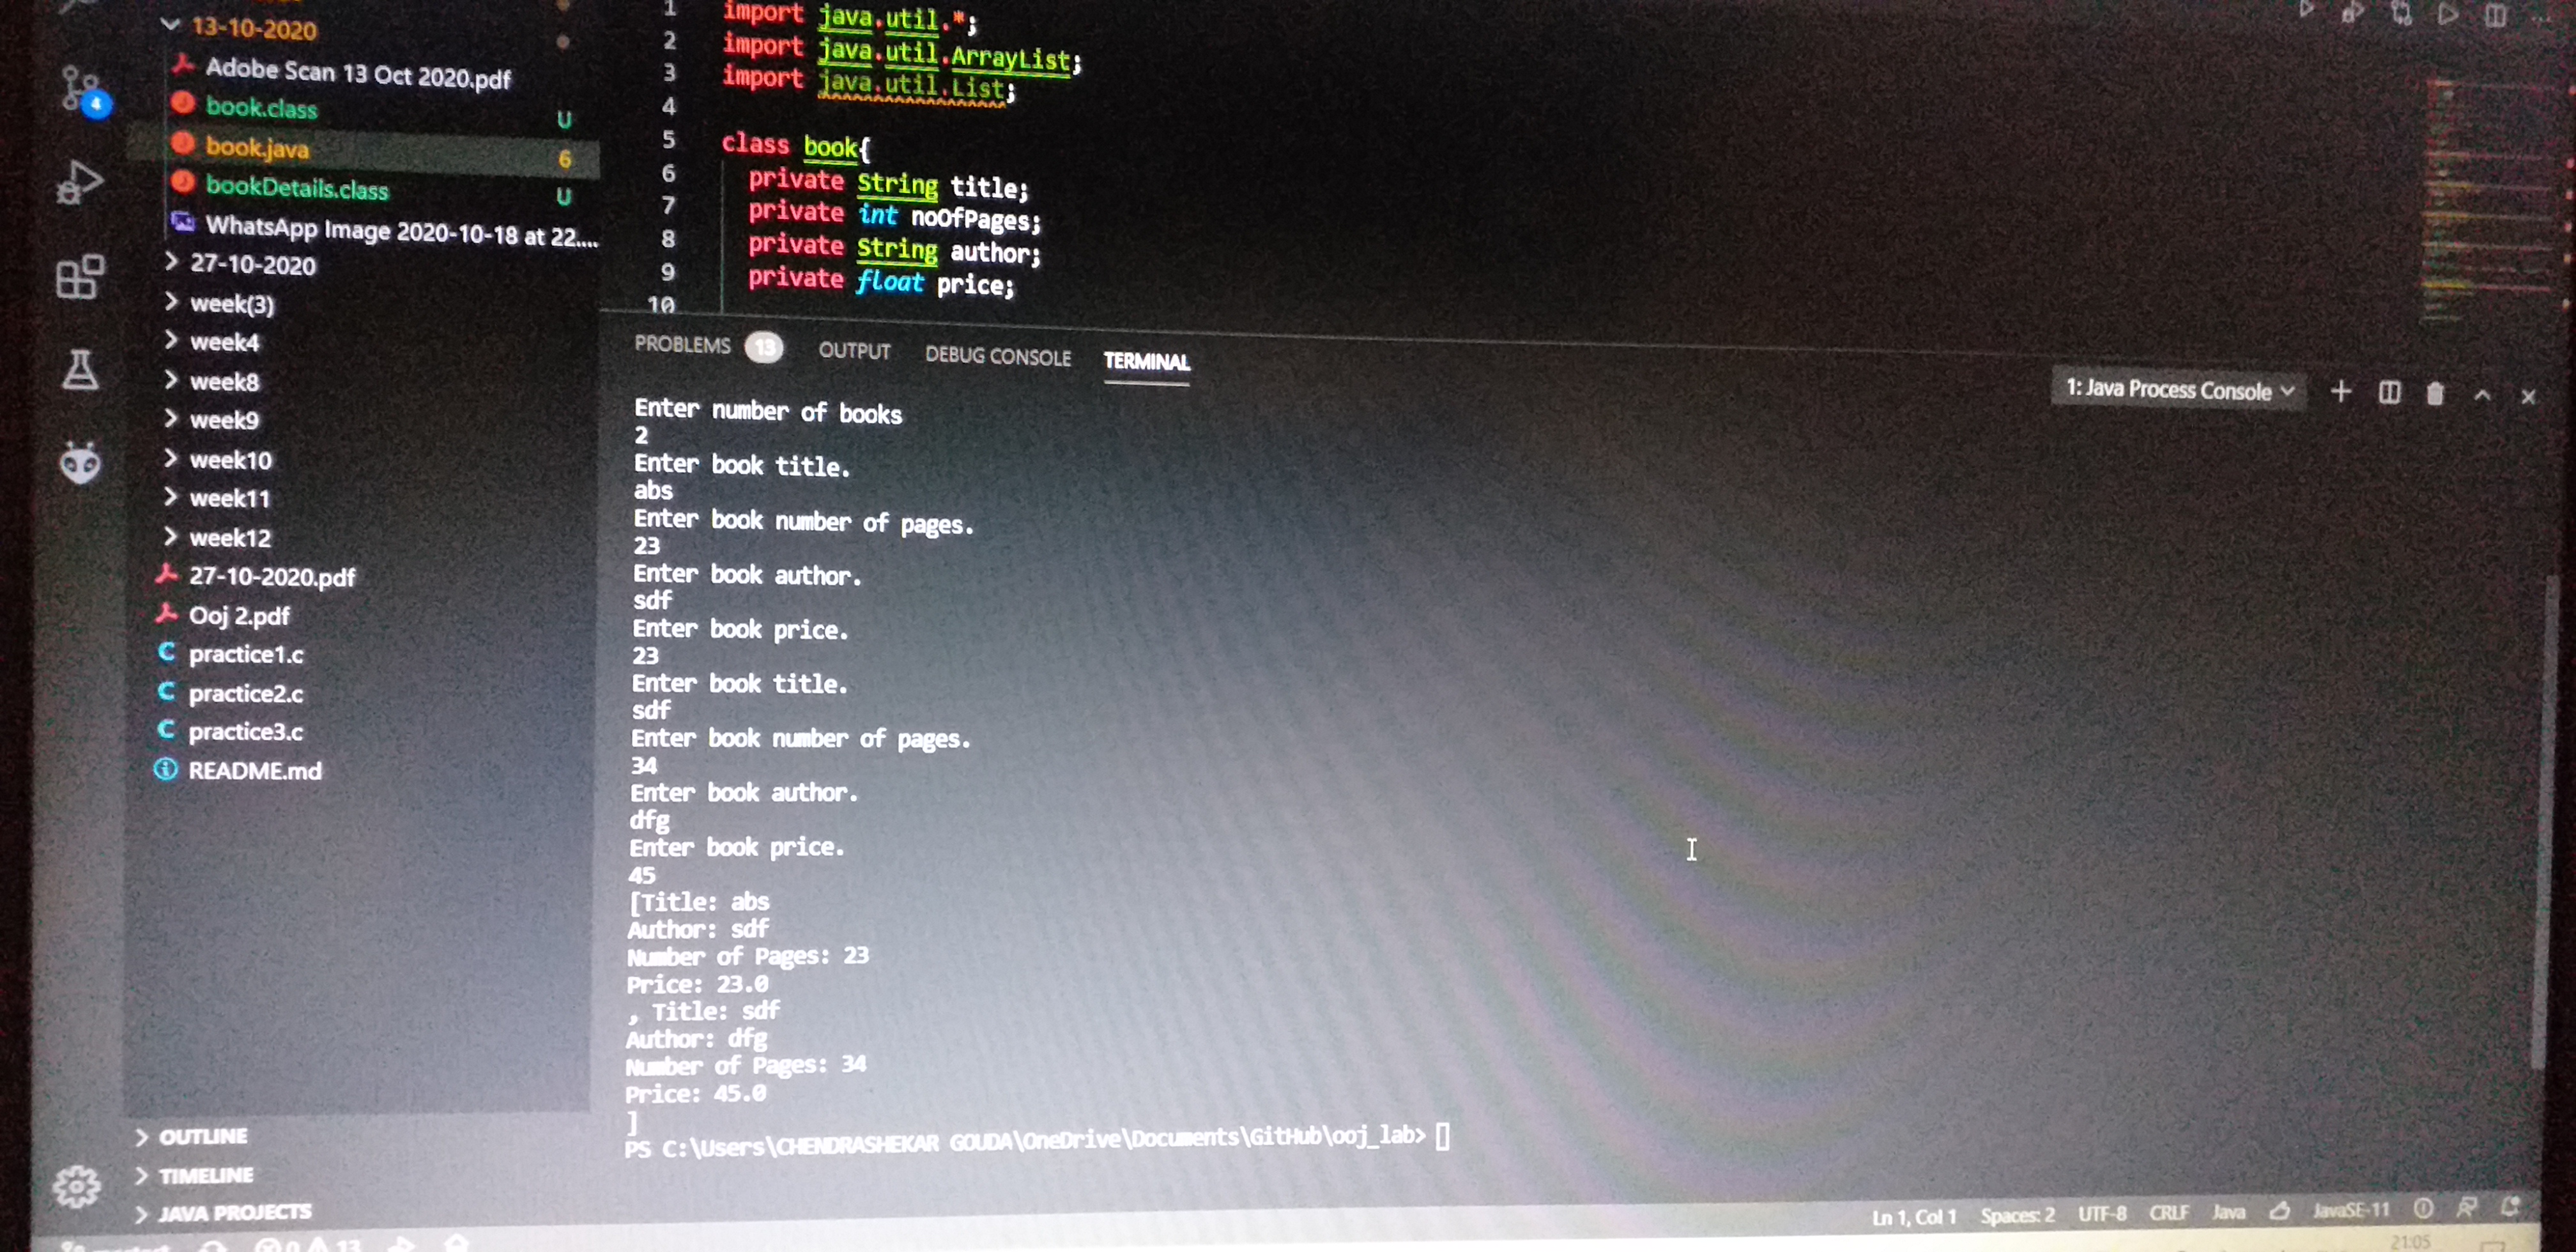 13-10-2020
Adobe Scan 13 Oct 2020.pdf
book.class U
book.java 6
bookDetails.class U
WhatsApp Image 2020-10-18 at 22....
27-10-2020
week(3)
week4
week8
week9
week10
week11
week12
27-10-2020.pdf
Ooj 2.pdf
practice1.c
practice2.c
practice3.c
README.md
OUTLINE
TIMELINE
JAVA PROJECTS
4
1 import java.util.*;
2 import java.util.ArrayList;
3 import java.util.List;
4
5 class book{
6 private String title;
7 private int noOfPages;
8 private String author;
9 private float price;
10
PROBLEMS 13 OUTPUT DEBUG CONSOLE TERMINAL
1: Java Process Console
Enter number of books
2
Enter book title.
abs
Enter book number of pages.
23
Enter book author.
sdf
Enter book price.
23
Enter book title.
sdf
Enter book number of pages.
34
Enter book author.
dfg
Enter book price.
45
[Title: abs
Author: sdf
Number of Pages: 23
Price: 23.0
, Title: sdf
Author: dfg
Number of Pages: 34
Price: 45.0
]
PS C:\Users\CHENDRASHEKAR GOUDA\OneDrive\Documents\GitHub\ooj_lab>
Ln 1, Col 1 Spaces: 2 UTF-8 CRLF Java JavaSE-11
0 13
21:05